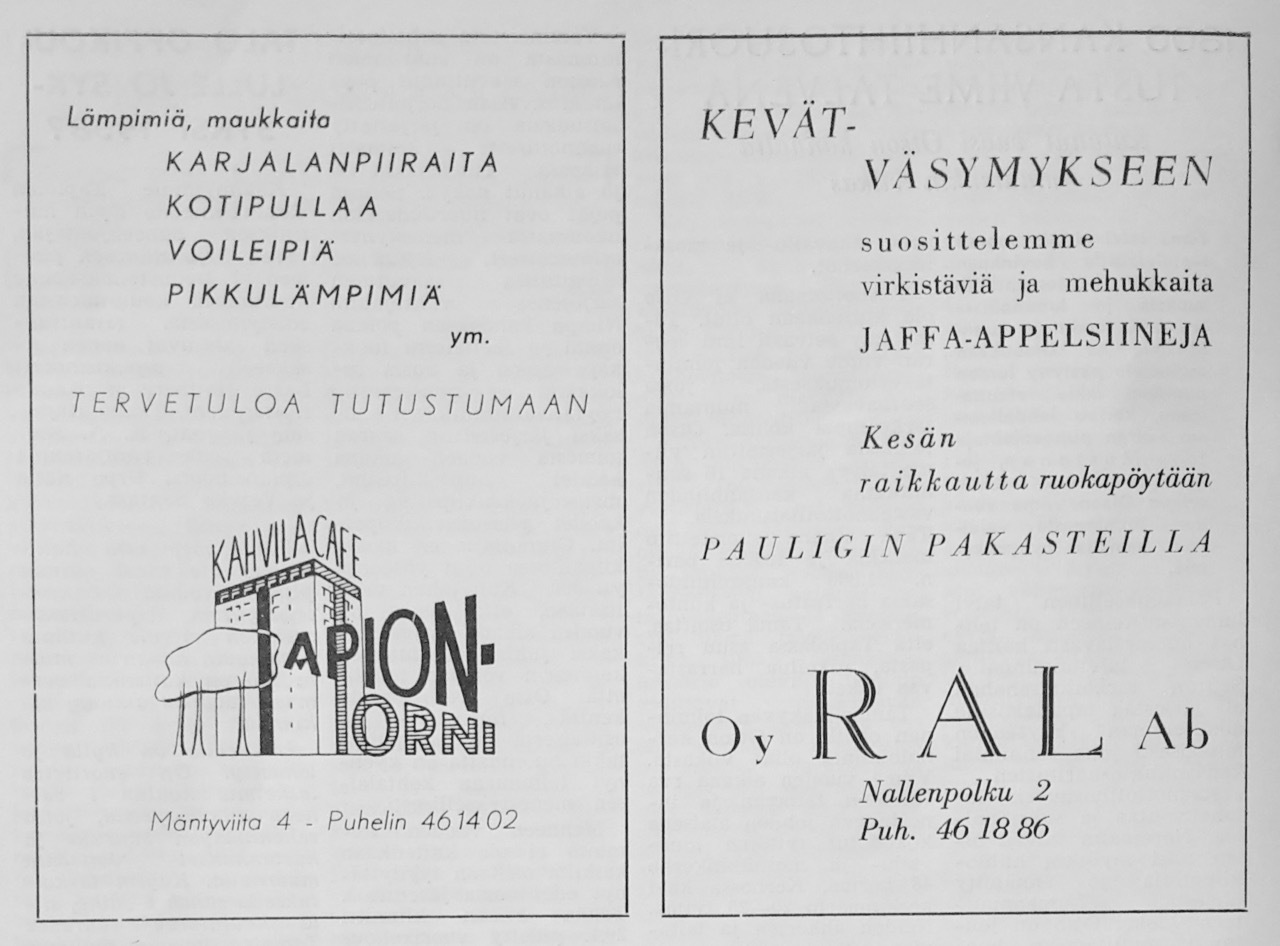 Lämpimiä, maukkaita
KARJALANPIIRAITA
KOTIPULLAA
VOILEIPIÄ
PIKKULÄMPIMIÄ
ym.
TERVETULOA TUTUSTUMAAN
KAHVILA CAFE
TAPION-
TORNI
Mäntyviita 4 - Puhelin 46 14 02
KEVÄT-
VÄSYMYKSEEN
suosittelemme
virkistäviä ja mehukkaita
JAFFA-APPELSIINEJA
Kesän
raikkautta ruokapöytään
PAULIGIN PAKASTEILLA
Oy RAL Ab
Nallenpolku 2
Puh. 46 18 86